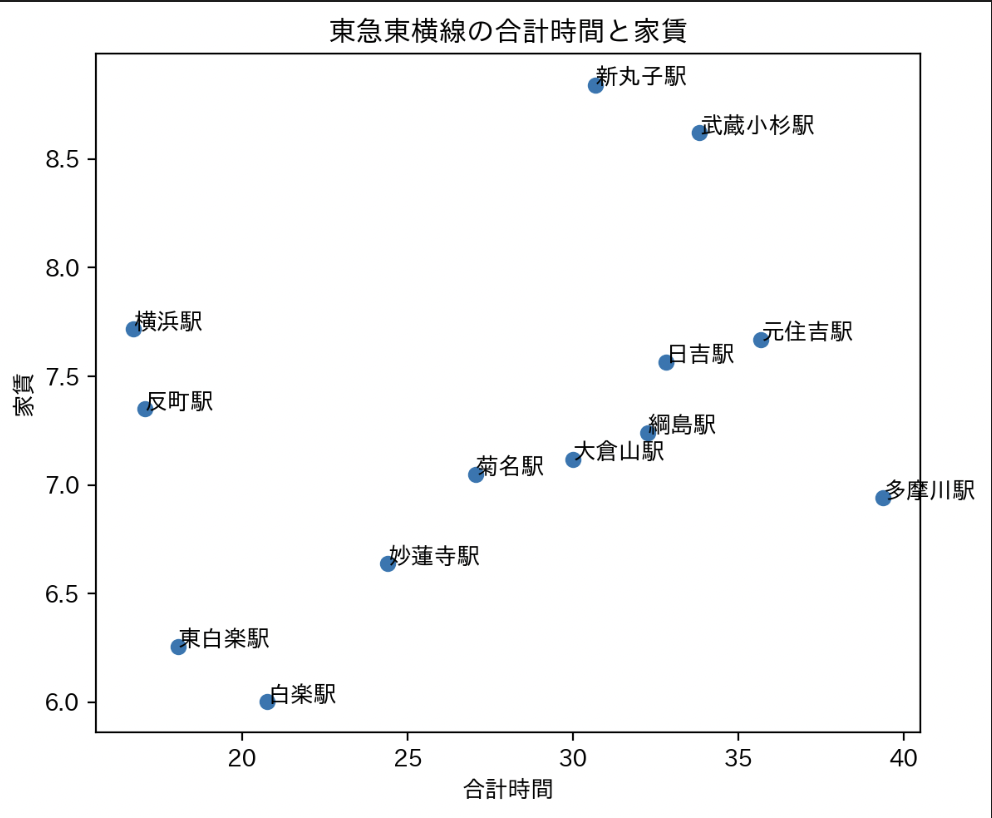 東急東横線の合計時間と家賃
新丸子駅
武蔵小杉駅
8.5
8.0
横浜駅
元住吉駅
日吉駅
7.5
反町駅
綱島駅
大倉山駅
菊名駅
7.0
多摩川駅
妙蓮寺駅
6.5
東白楽駅
白楽駅
6.0
家賃
20 25 30 35 40
合計時間